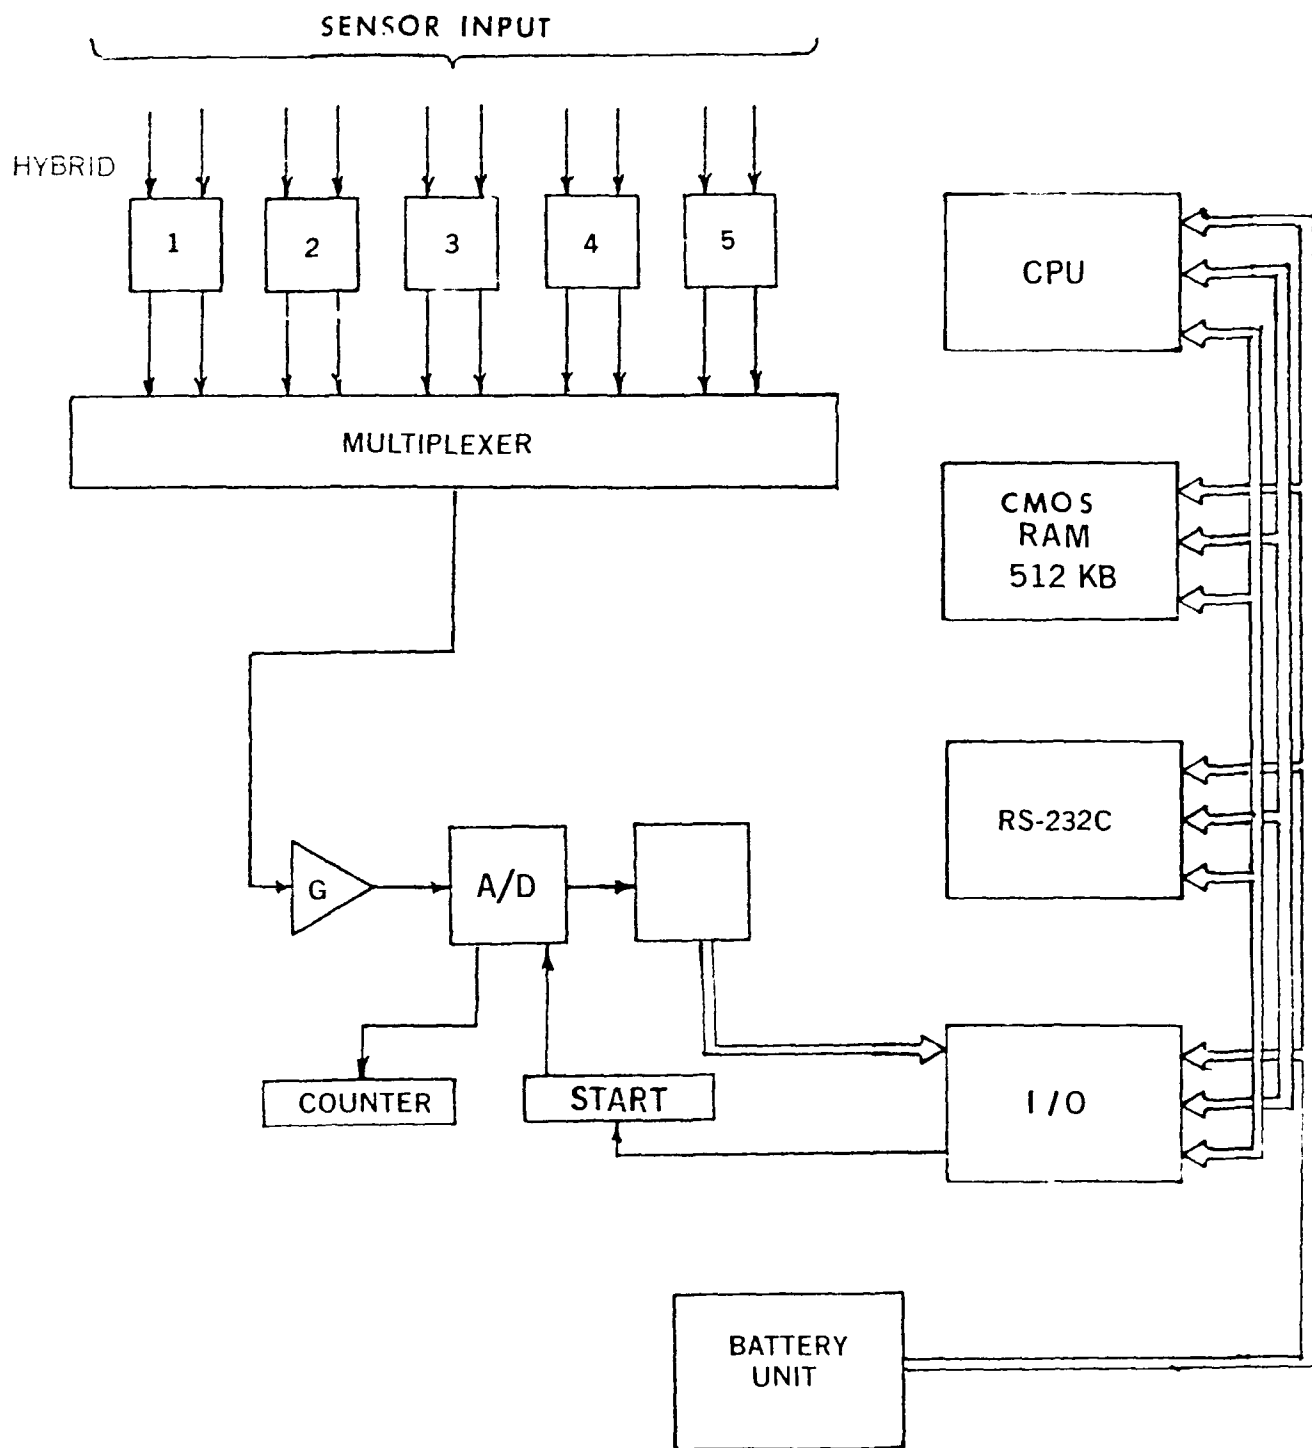 SENSOR INPUT
HYBRID
1
2
3
4
5
MULTIPLEXER
CPU
CMOS
RAM
512 KB
RS-232C
G
A/D
COUNTER
START
I/O
BATTERY
UNIT